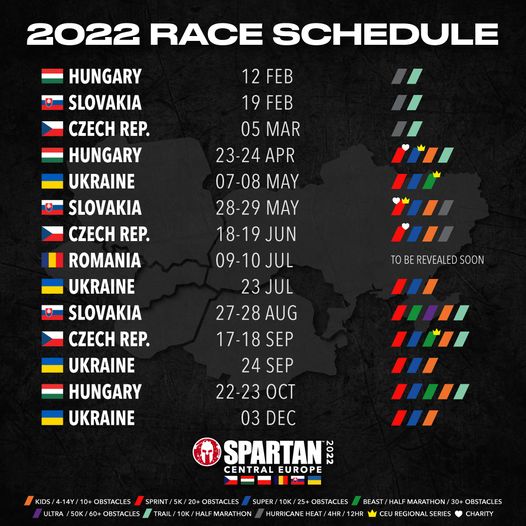 2022 RACE SCHEDULE
HUNGARY 12 FEB
SLOVAKIA 19 FEB
CZECH REP. 05 MAR
HUNGARY 23-24 APR
UKRAINE 07-08 MAY
SLOVAKIA 28-29 MAY
CZECH REP. 18-19 JUN
ROMANIA 09-10 JUL TO BE REVEALED SOON
UKRAINE 23 JUL
SLOVAKIA 27-28 AUG
CZECH REP. 17-18 SEP
UKRAINE 24 SEP
HUNGARY 22-23 OCT
UKRAINE 03 DEC
SPARTAN 2022
CENTRAL EUROPE
KIDS / 4-14Y / 10+ OBSTACLES SPRINT / 5K / 20+ OBSTACLES SUPER / 10K / 25+ OBSTACLES BEAST / HALF MARATHON / 30+ OBSTACLES
ULTRA / 50K / 60+ OBSTACLES TRAIL / 10K / HALF MARATHON HURRICANE HEAT / 4HR / 12HR CEU REGIONAL SERIES CHARITY